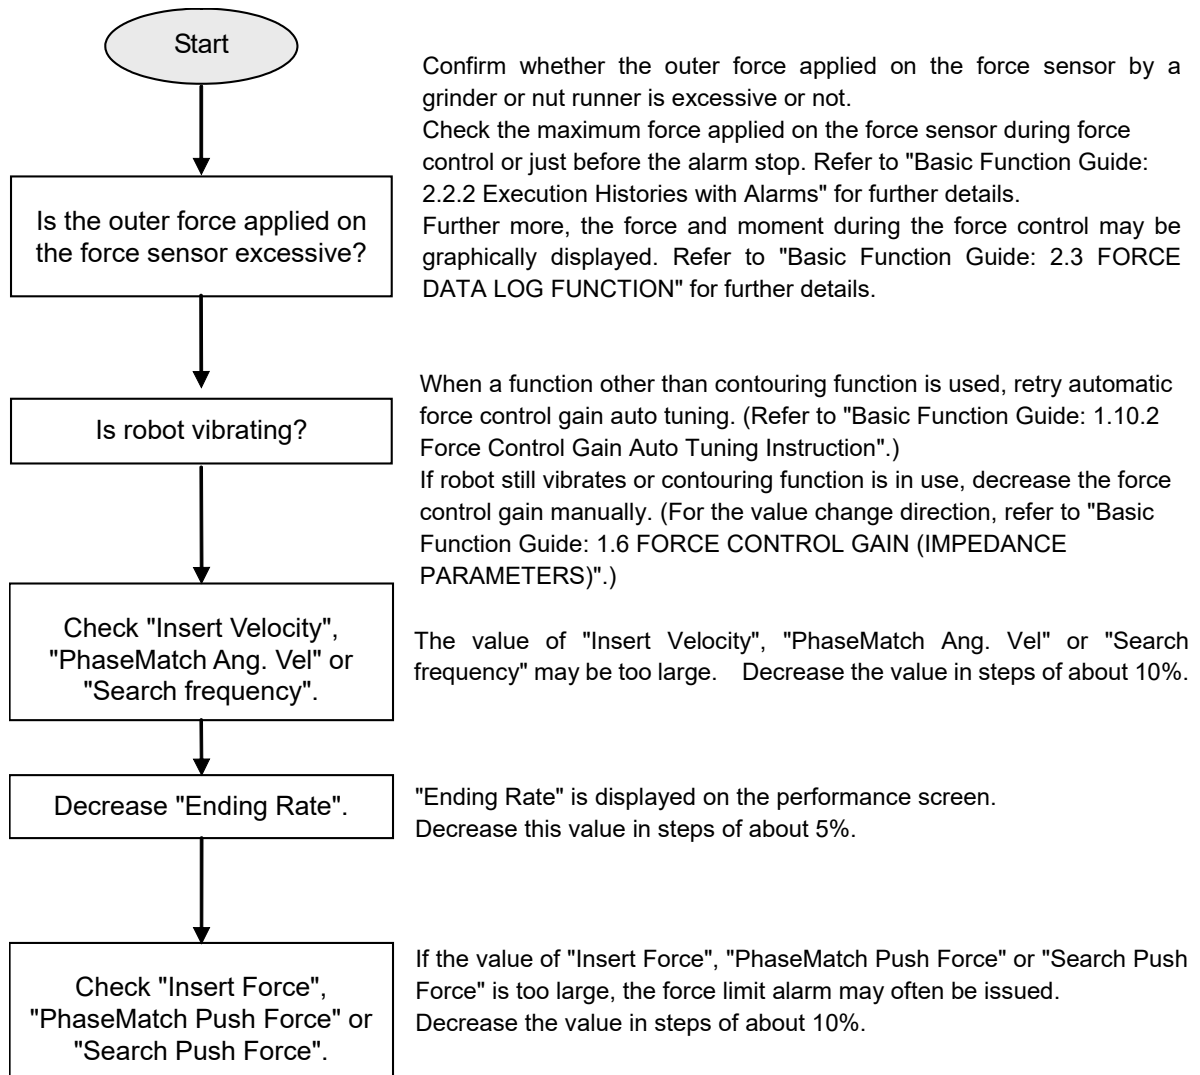 Start
Confirm whether the outer force applied on the force sensor by a
grinder or nut runner is excessive or not.
Check the maximum force applied on the force sensor during force
control or just before the alarm stop. Refer to "Basic Function Guide:
2.2.2 Execution Histories with Alarms" for further details.
Further more, the force and moment during the force control may be
graphically displayed. Refer to "Basic Function Guide: 2.3 FORCE
DATA LOG FUNCTION" for further details.
Is the outer force applied on
the force sensor excessive?
When a function other than contouring function is used, retry automatic
force control gain auto tuning. (Refer to "Basic Function Guide: 1.10.2
Force Control Gain Auto Tuning Instruction".)
If robot still vibrates or contouring function is in use, decrease the force
control gain manually. (For the value change direction, refer to "Basic
Function Guide: 1.6 FORCE CONTROL GAIN (IMPEDANCE
PARAMETERS)".)
Is robot vibrating?
Check "Insert Velocity",
"PhaseMatch Ang. Vel" or
"Search frequency".
The value of "Insert Velocity", "PhaseMatch Ang. Vel" or "Search
frequency" may be too large. Decrease the value in steps of about 10%.
Decrease "Ending Rate".
"Ending Rate" is displayed on the performance screen.
Decrease this value in steps of about 5%.
Check "Insert Force",
"PhaseMatch Push Force" or
"Search Push Force".
If the value of "Insert Force", "PhaseMatch Push Force" or "Search Push
Force" is too large, the force limit alarm may often be issued.
Decrease the value in steps of about 10%.